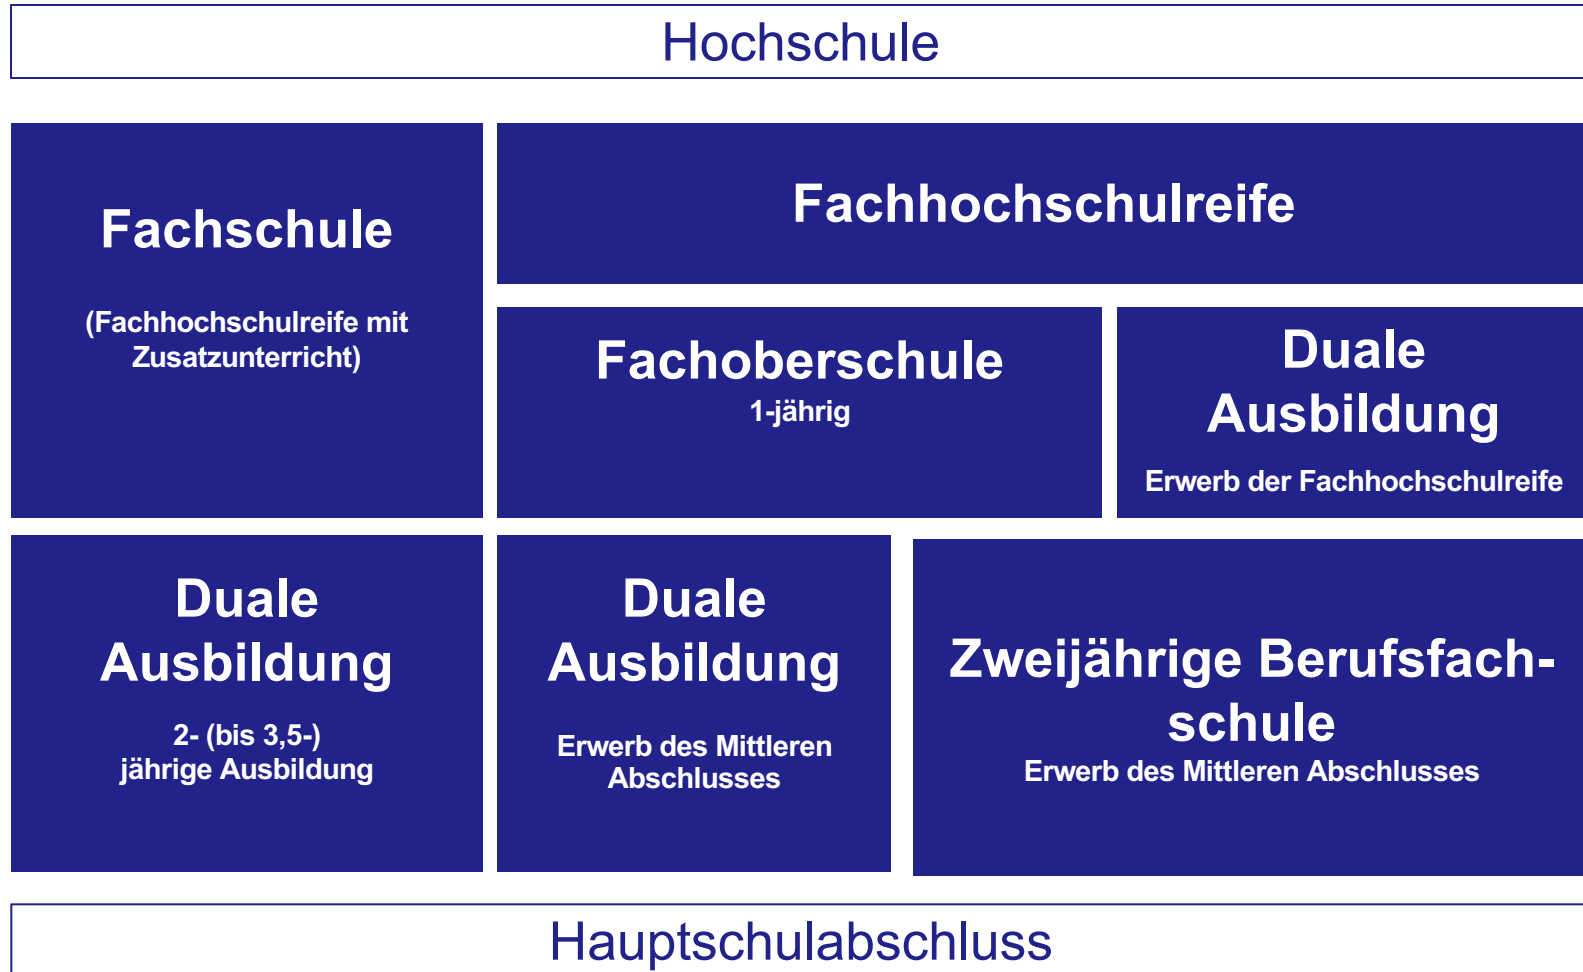 Hochschule
Fachschule
(Fachhochschulreife mit
Zusatzunterricht)
Fachhochschulreife
Fachoberschule
1-jährig
Duale
Ausbildung
Erwerb der Fachhochschulreife
Duale
Ausbildung
2- (bis 3,5-)
jährige Ausbildung
Duale
Ausbildung
Erwerb des Mittleren
Abschlusses
Zweijährige Berufsfach-
schule
Erwerb des Mittleren Abschlusses
Hauptschulabschluss